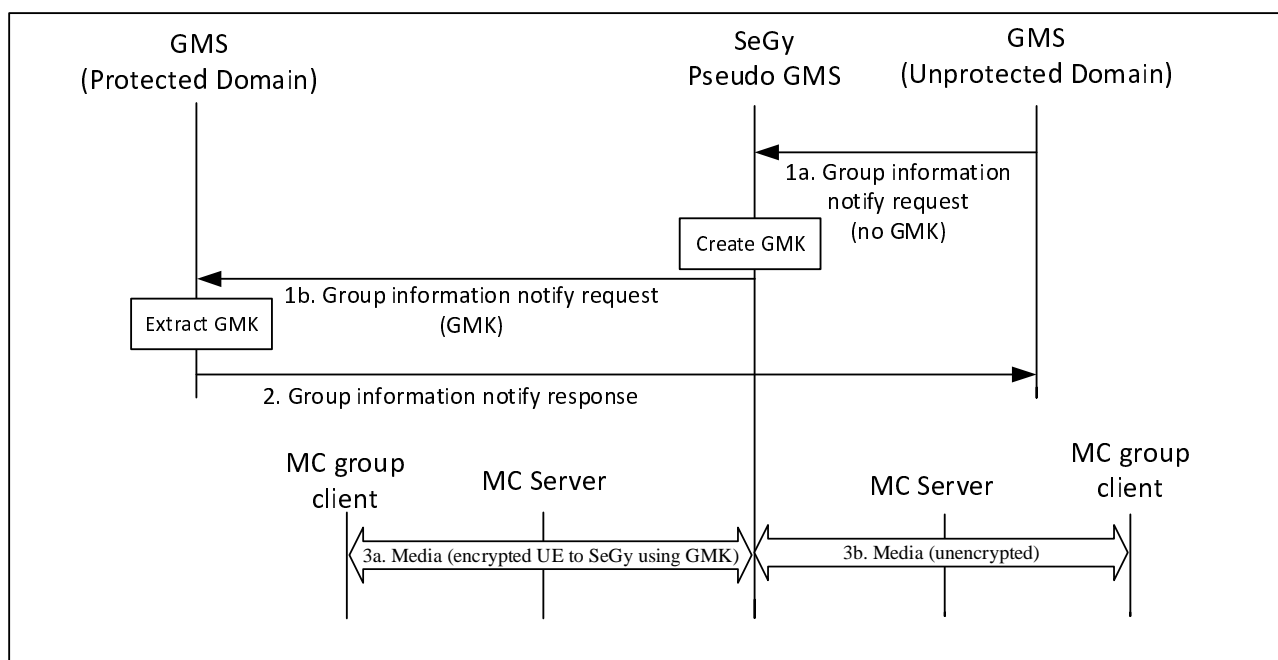 GMS
(Protected Domain)
SeGy
Pseudo GMS
GMS
(Unprotected Domain)
1a. Group information
notify request
(no GMK)
Create GMK
1b. Group information notify request
(GMK)
Extract GMK
2. Group information notify response
MC group
client
MC Server
MC Server
MC group
client
3a. Media (encrypted UE to SeGy using GMK)
3b. Media (unencrypted)